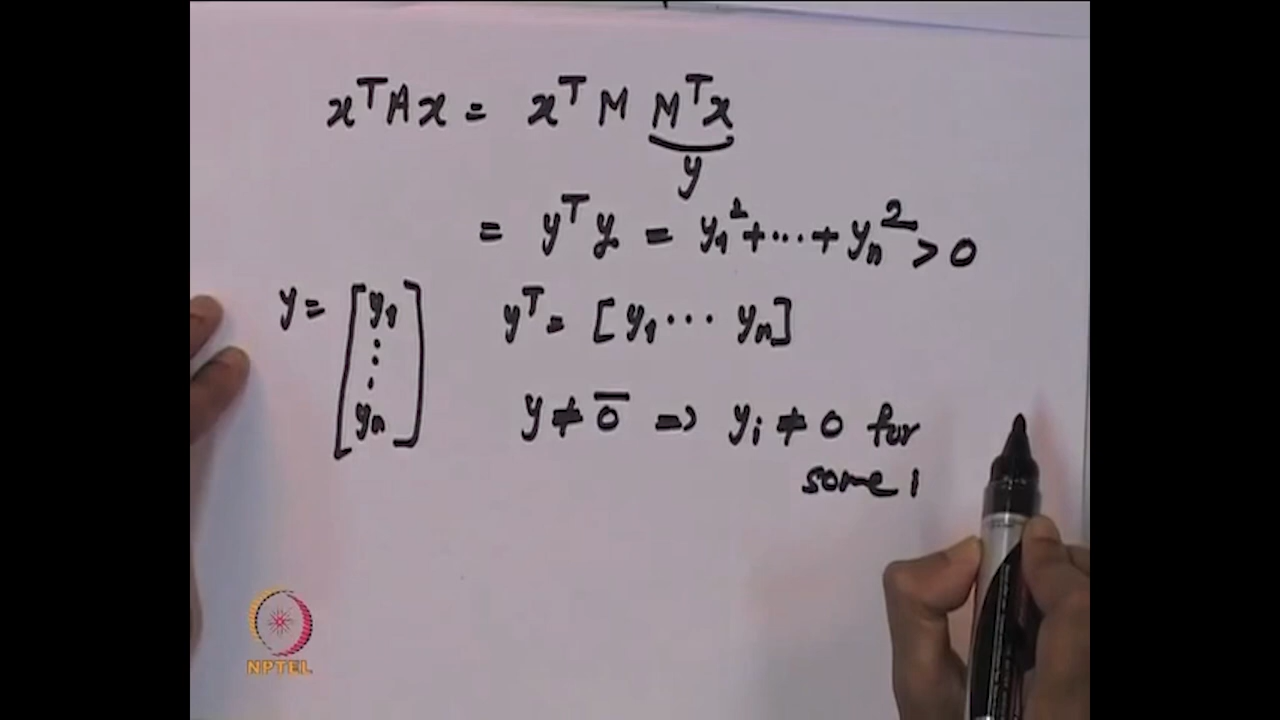 xᵀAx = xᵀM Mᵀx
y
= yᵀy = y₁² + ··· + yₙ² > 0
y = [y₁ ⋮ yₙ] yᵀ = [y₁ ··· yₙ]
y ≠ 0̅ ⇒ yᵢ ≠ 0 for
some i
NPTEL